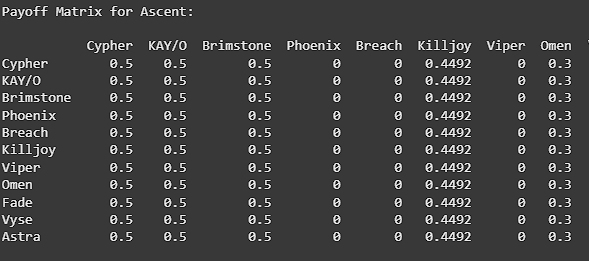 Payoff Matrix for Ascent:
Cypher KAY/O Brimstone Phoenix Breach Killjoy Viper Omen
Cypher 0.5 0.5 0.5 0 0 0.4492 0 0.3
KAY/O 0.5 0.5 0.5 0 0 0.4492 0 0.3
Brimstone 0.5 0.5 0.5 0 0 0.4492 0 0.3
Phoenix 0.5 0.5 0.5 0 0 0.4492 0 0.3
Breach 0.5 0.5 0.5 0 0 0.4492 0 0.3
Killjoy 0.5 0.5 0.5 0 0 0.4492 0 0.3
Viper 0.5 0.5 0.5 0 0 0.4492 0 0.3
Omen 0.5 0.5 0.5 0 0 0.4492 0 0.3
Fade 0.5 0.5 0.5 0 0 0.4492 0 0.3
Vyse 0.5 0.5 0.5 0 0 0.4492 0 0.3
Astra 0.5 0.5 0.5 0 0 0.4492 0 0.3